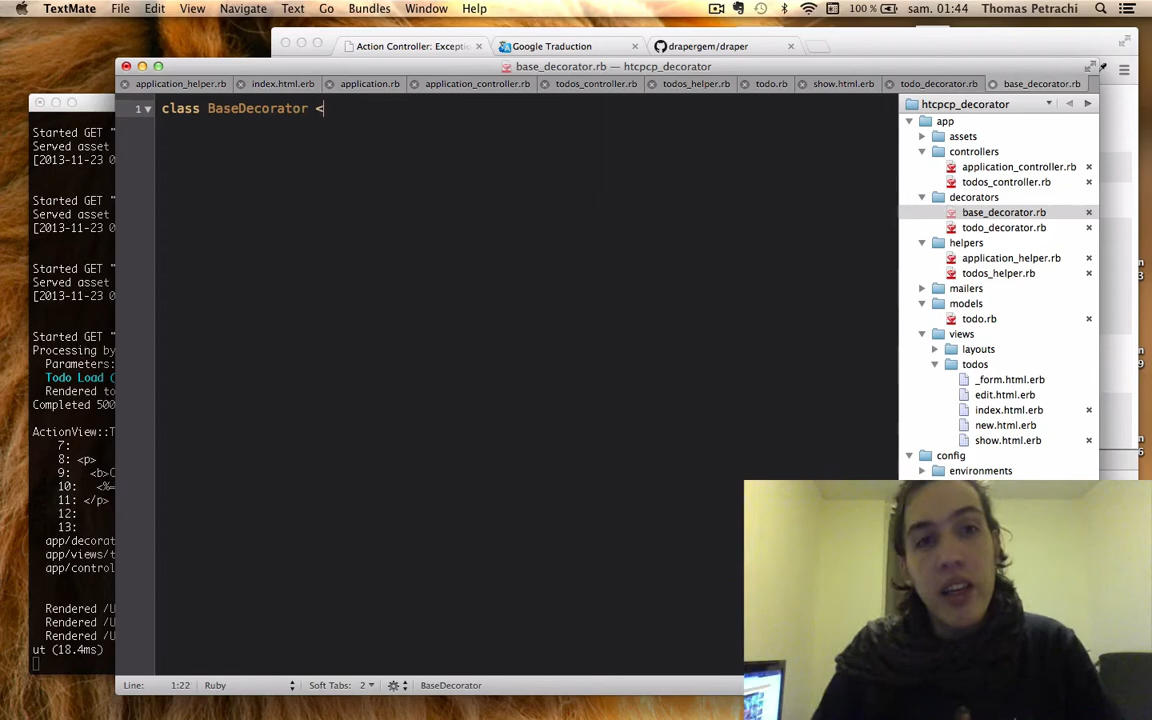 TextMate File Edit View Navigate Text Go Bundles Window Help
100 % sam. 01:44 Thomas Petrachi
Action Controller: Excepti
Google Traduction
drapergem/draper
base_decorator.rb — htcpcp_decorator
application_helper.rb
index.html.erb
application.rb
application_controller.rb
todos_controller.rb
todos_helper.rb
todo.rb
show.html.erb
todo_decorator.rb
base_decorator.rb
1 class BaseDecorator <
htcpcp_decorator
app
assets
controllers
application_controller.rb
todos_controller.rb
decorators
base_decorator.rb
todo_decorator.rb
helpers
application_helper.rb
todos_helper.rb
mailers
models
todo.rb
views
layouts
todos
_form.html.erb
edit.html.erb
index.html.erb
new.html.erb
show.html.erb
config
environments
Started GET "
Served asset
[2013-11-23 0
Started GET "
Served asset
[2013-11-23 0
Started GET "
Served asset
[2013-11-23 0
Started GET "
Processing by
Parameters:
Todo Load (
Rendered to
Completed 500
ActionView::T
7:
8: <p>
9: <b>C
10: <%=
11: </p>
12:
13:
app/decorat
app/views/t
app/control
Rendered /U
Rendered /U
Rendered /U
ut (18.4ms)
Line: 1:22 Ruby Soft Tabs: 2 BaseDecorator